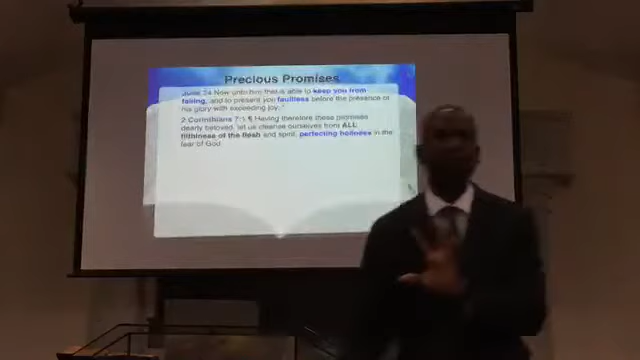 Precious Promises
Jude 24 Now unto him that is able to keep you from
falling, and to present you faultless before the presence of
his glory with exceeding joy,"
2 Corinthians 7:1 ¶ Having therefore these promises
dearly beloved, let us cleanse ourselves from ALL
filthiness of the flesh and spirit, perfecting holiness in the
fear of God